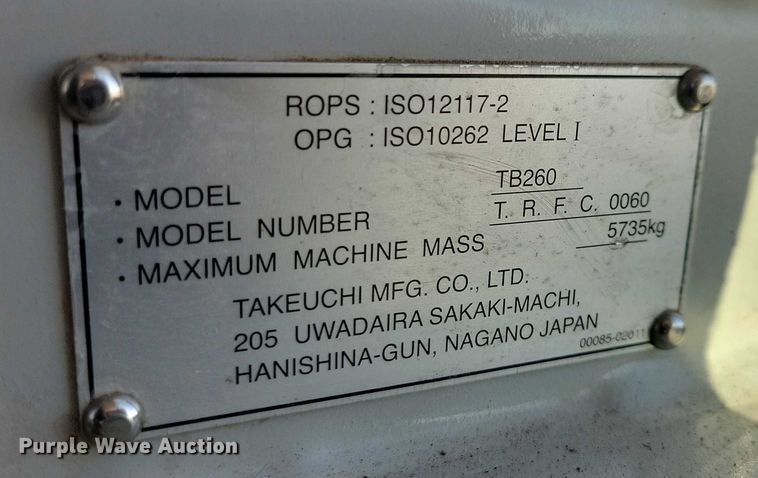 ROPS : ISO12117-2
OPG : ISO10262 LEVEL I
· MODEL TB260
· MODEL NUMBER T. R. F. C. 0060
· MAXIMUM MACHINE MASS 5735kg
TAKEUCHI MFG. CO., LTD.
205 UWADAIRA SAKAKI-MACHI,
HANISHINA-GUN, NAGANO JAPAN
Purple Wave Auction